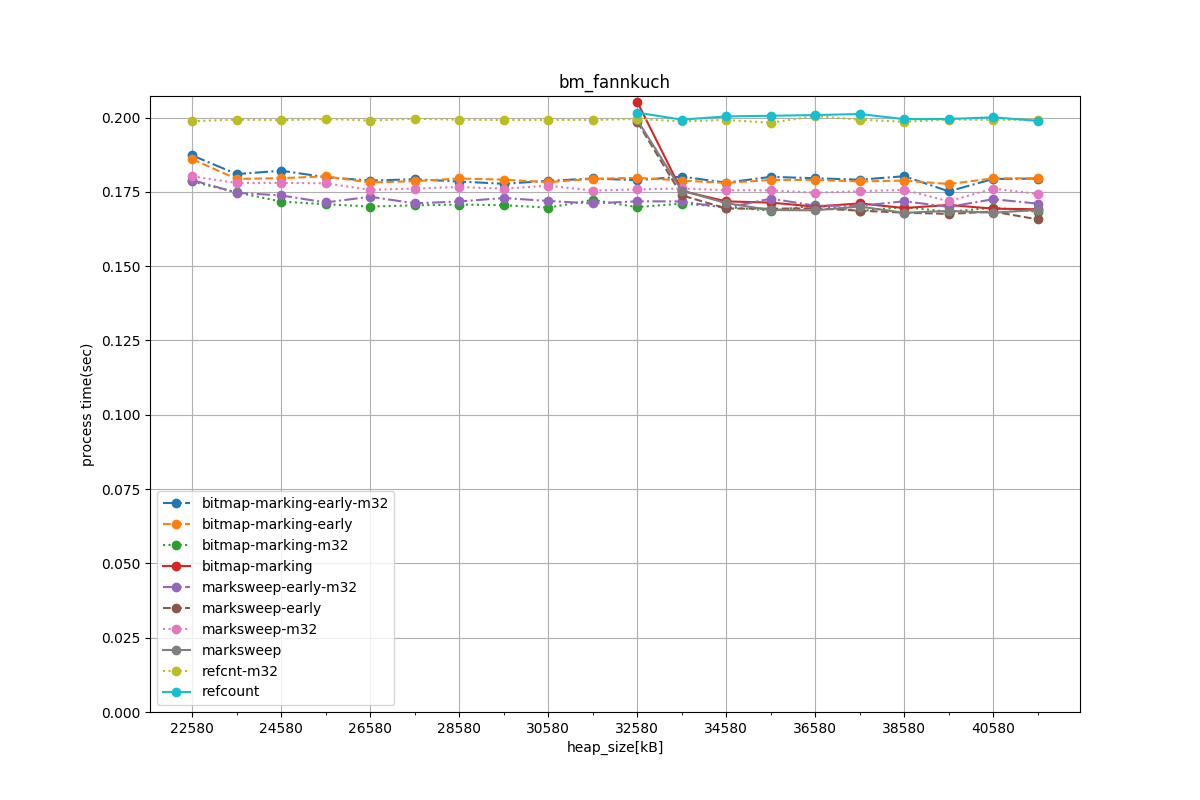 bm_fannkuch
process time(sec)
0.200
0.175
0.150
0.125
0.100
0.075
0.050
0.025
0.000
bitmap-marking-early-m32
bitmap-marking-early
bitmap-marking-m32
bitmap-marking
marksweep-early-m32
marksweep-early
marksweep-m32
marksweep
refcnt-m32
refcount
22580 24580 26580 28580 30580 32580 34580 36580 38580 40580
heap_size[kB]